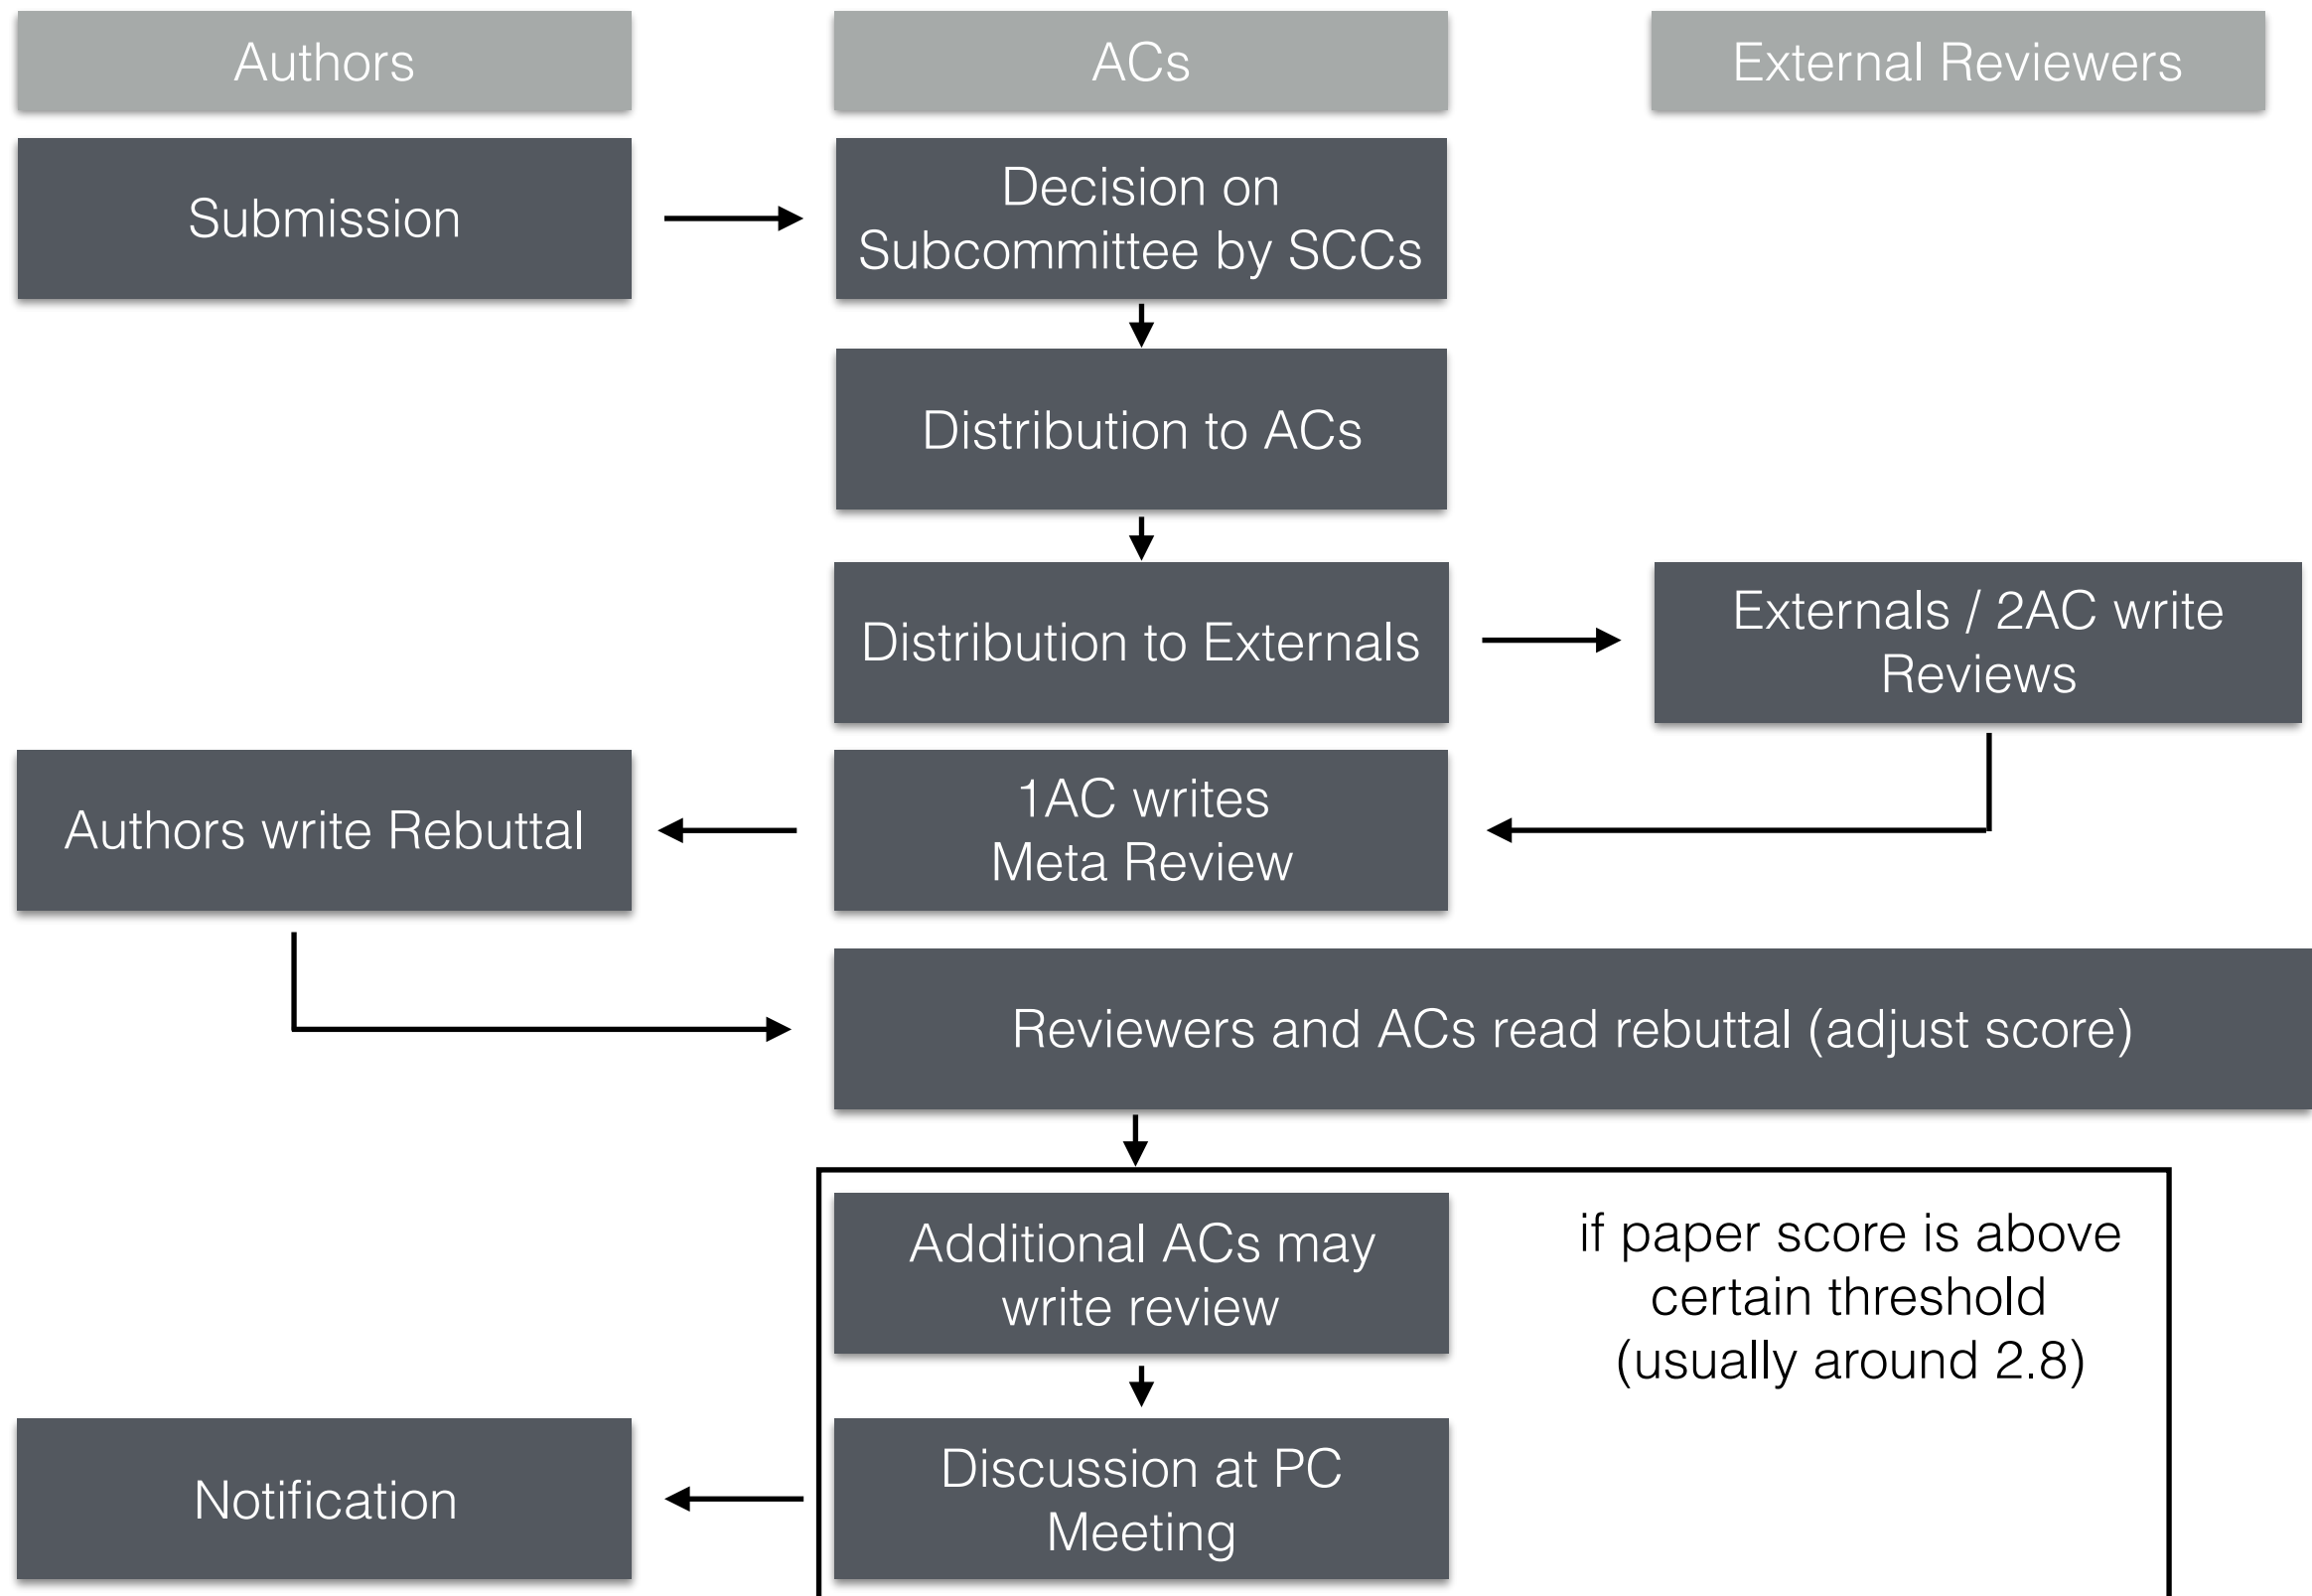 Authors
ACs
External Reviewers
Submission
Decision on
Subcommittee by SCCs
Distribution to ACs
Distribution to Externals
Externals / 2AC write
Reviews
Authors write Rebuttal
1AC writes
Meta Review
Reviewers and ACs read rebuttal (adjust score)
Additional ACs may
write review
if paper score is above
certain threshold
(usually around 2.8)
Notification
Discussion at PC
Meeting